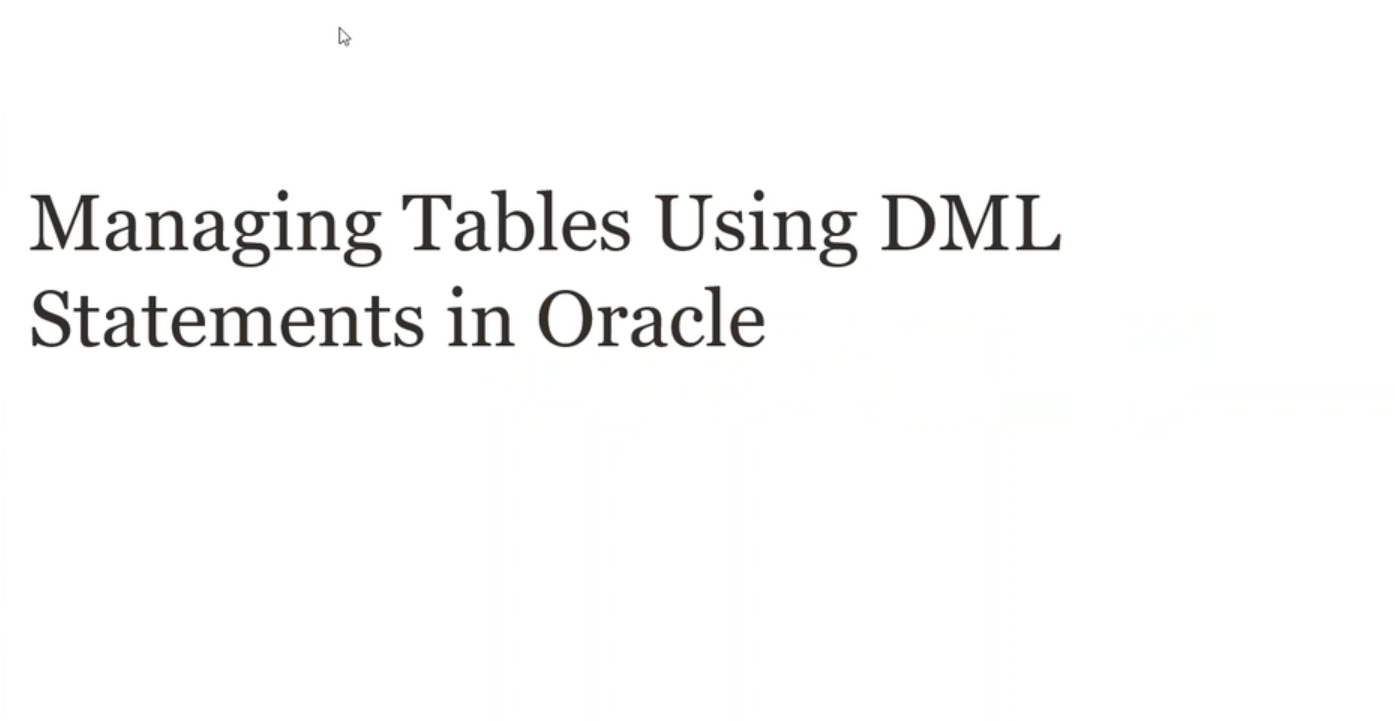 Managing Tables Using DML
Statements in Oracle